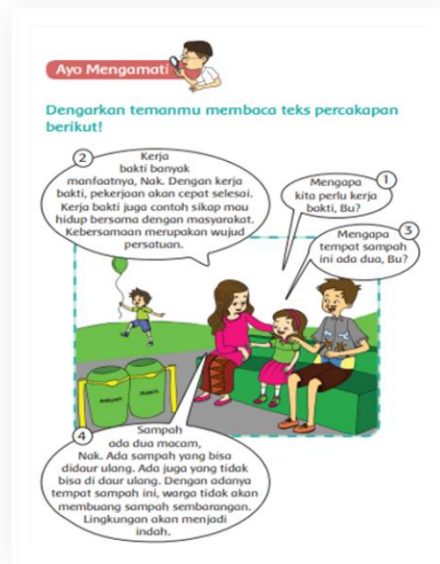 Ayo Mengamati
Dengarkan temanmu membaca teks percakapan
berikut!
1
Mengapa
kita perlu kerja
bakti, Bu?
2
Kerja
bakti banyak
manfaatnya, Nak. Dengan kerja
bakti, pekerjaan akan cepat selesai.
Kerja bakti juga contoh sikap mau
hidup bersama dengan masyarakat.
Kebersamaan merupakan wujud
persatuan.
3
Mengapa
tempat sampah
ini ada dua, Bu?
4
Sampah
ada dua macam,
Nak. Ada sampah yang bisa
didaur ulang. Ada juga yang tidak
bisa di daur ulang. Dengan adanya
tempat sampah ini, warga tidak akan
membuang sampah sembarangan.
Lingkungan akan menjadi
indah.